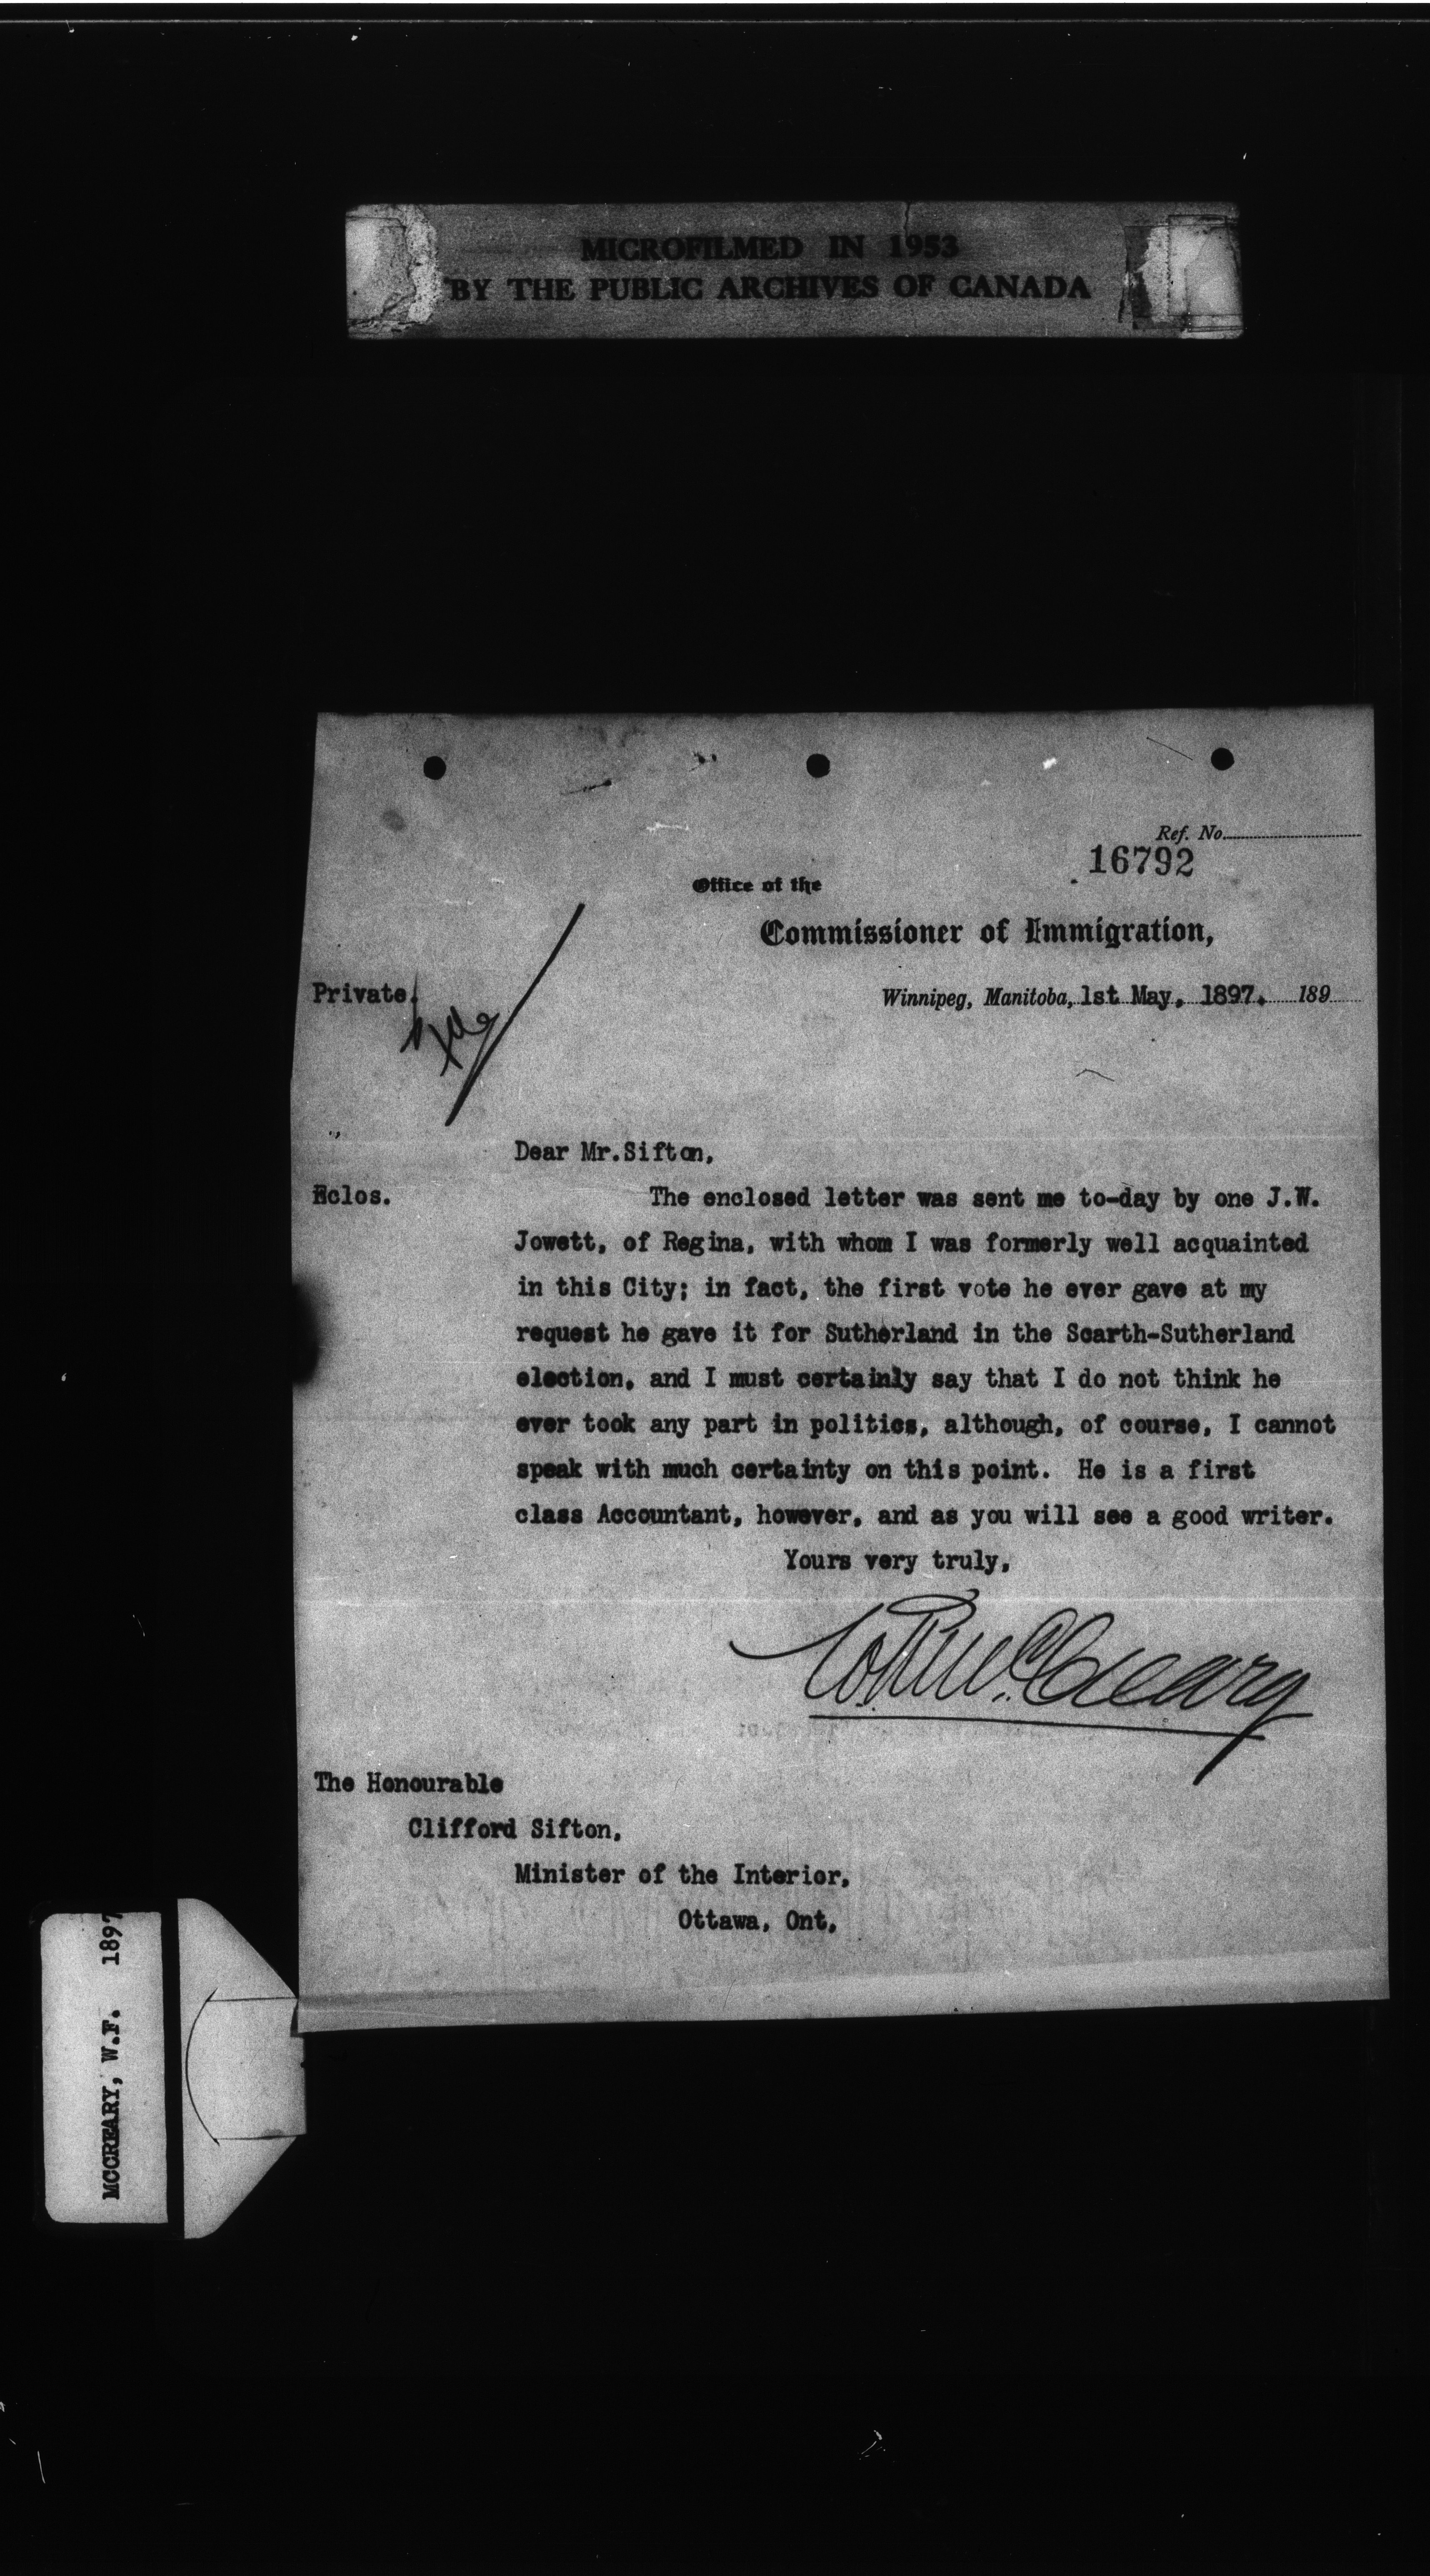 MICROFILMED IN 1953
BY THE PUBLIC ARCHIVES OF CANADA
Ref. No.
16792
Office of the
Commissioner of Immigration,
Private.
Winnipeg, Manitoba, 1st May, 1897. 189
File
Dear Mr.Sifton,
Eclos. The enclosed letter was sent me to-day by one J.W.
Jowett, of Regina, with whom I was formerly well acquainted
in this City; in fact, the first vote he ever gave at my
request he gave it for Sutherland in the Scarth-Sutherland
election, and I must certainly say that I do not think he
ever took any part in politics, although, of course, I cannot
speak with much certainty on this point. He is a first
class Accountant, however, and as you will see a good writer.
Yours very truly,
W.F.McCreary
The Honourable
Clifford Sifton,
Minister of the Interior,
Ottawa, Ont,
MCCREARY, W.F. 1897